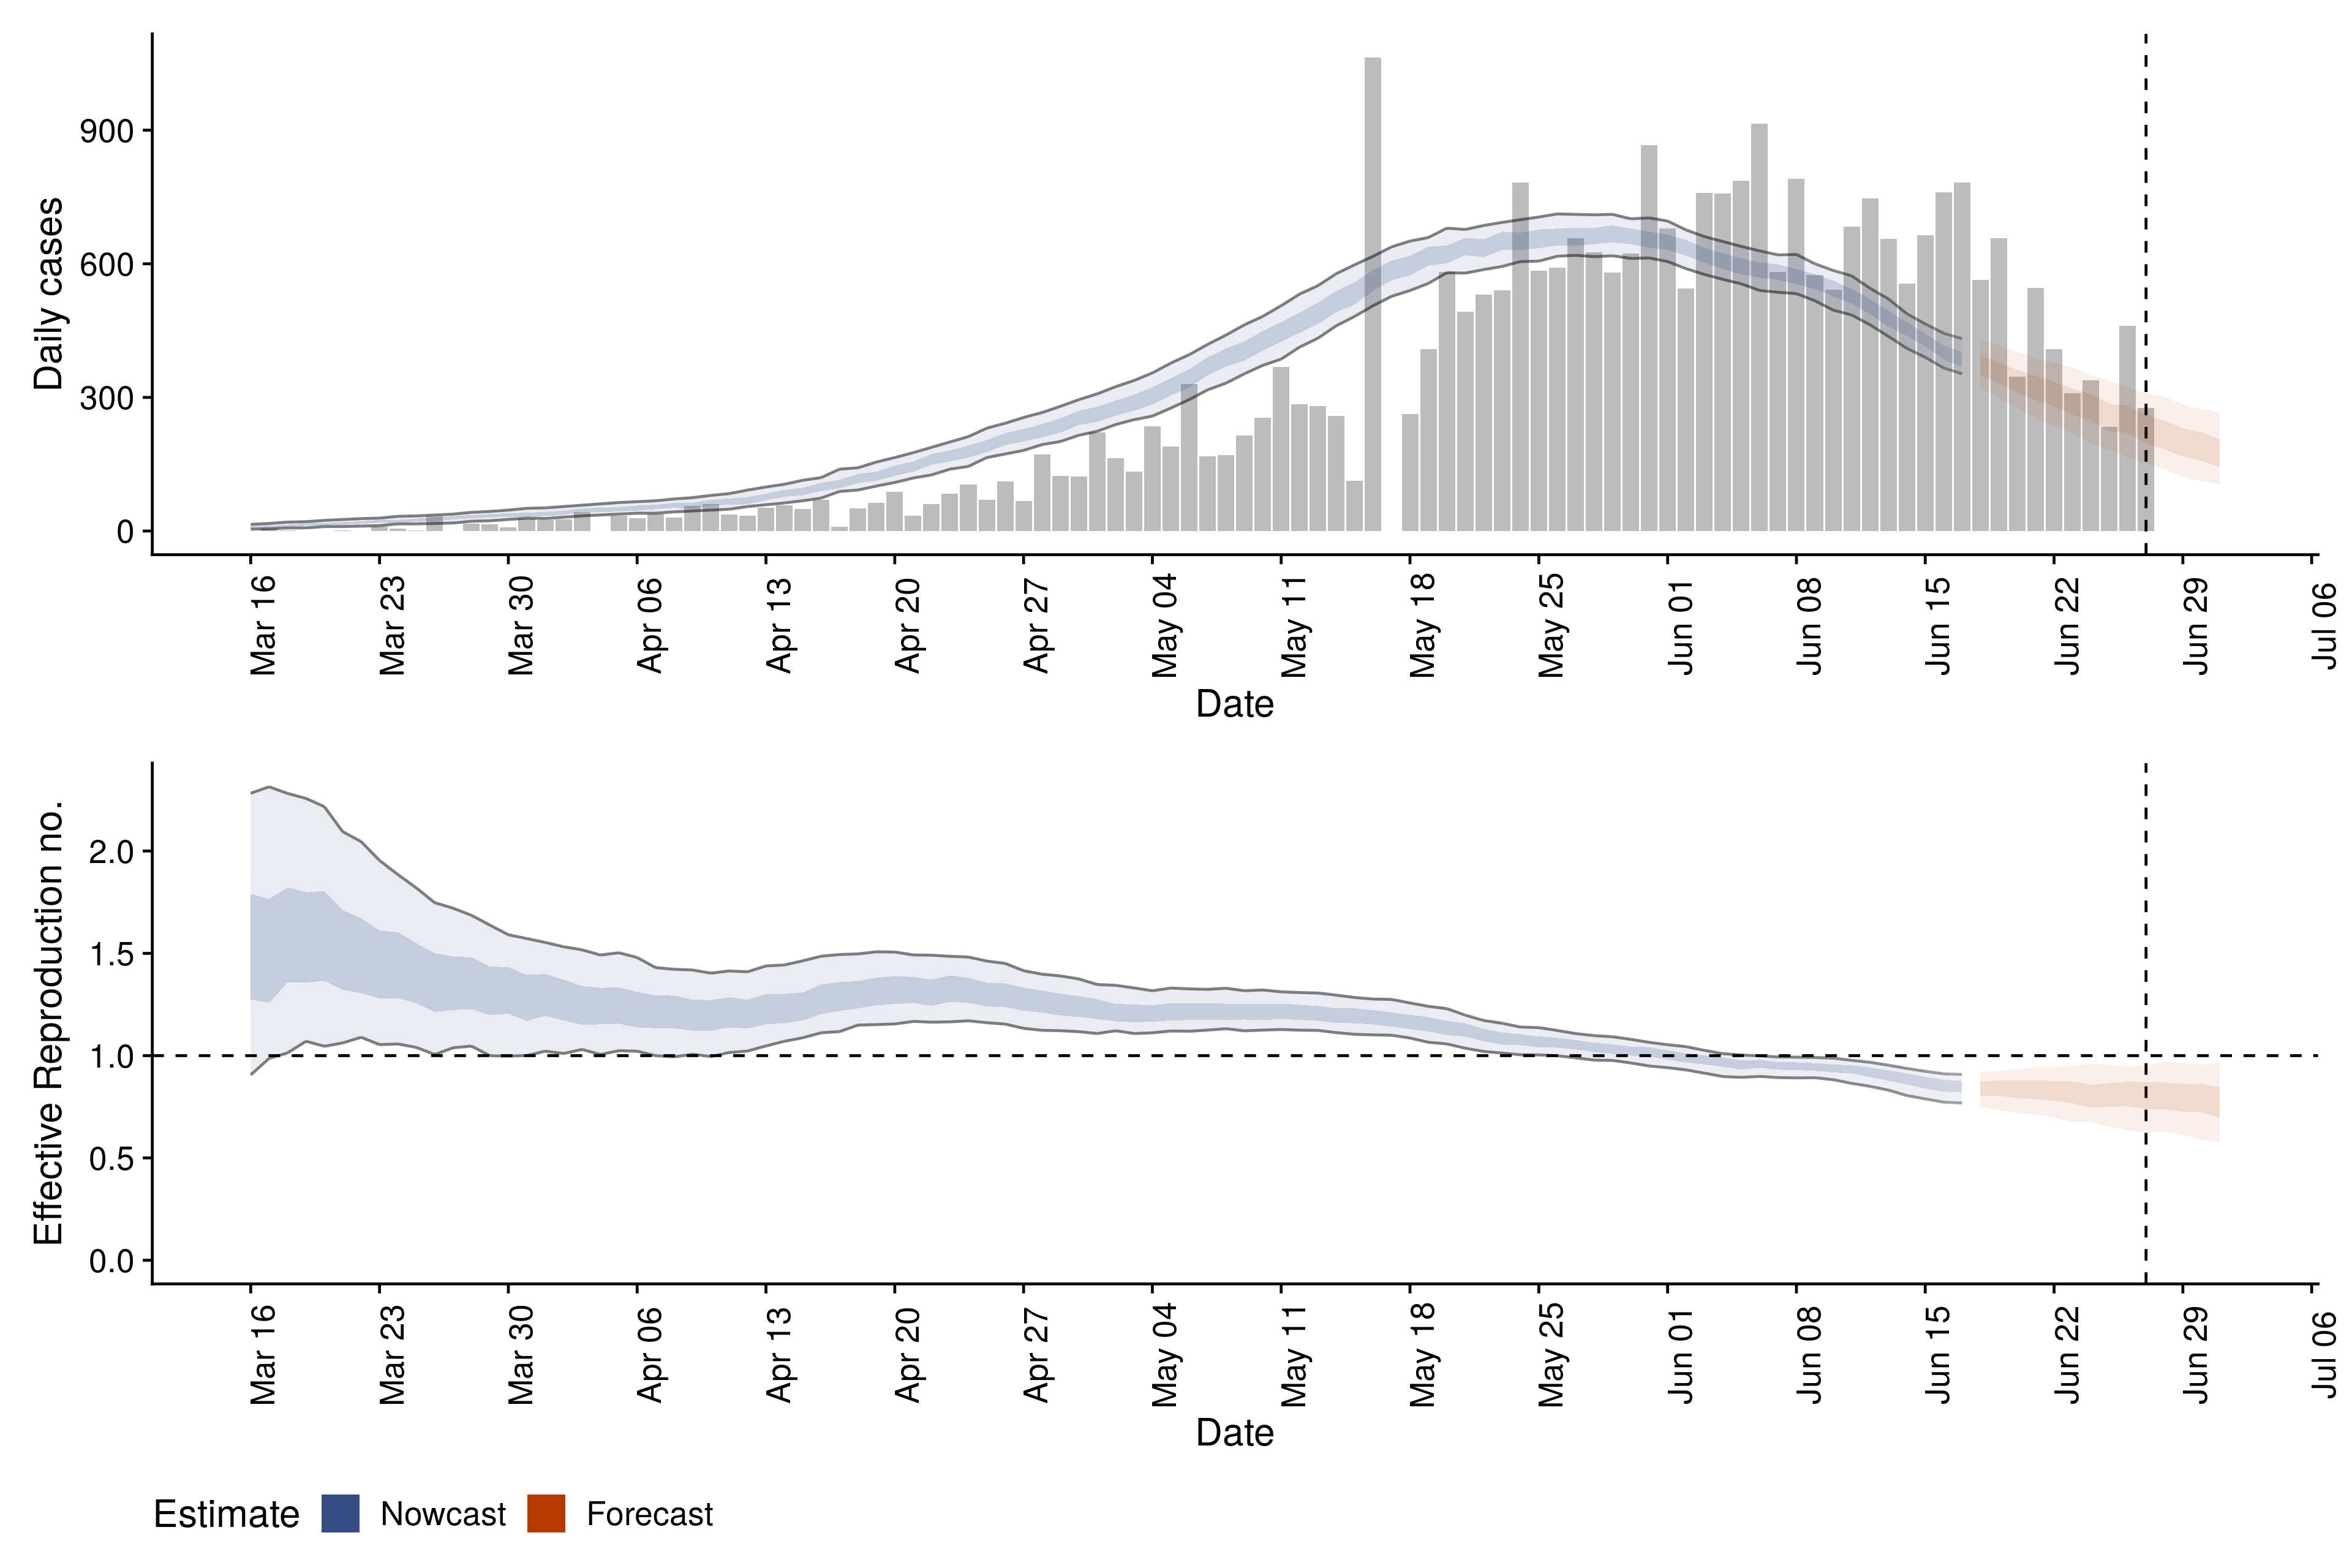 Daily cases
900
600
300
0
Mar 16
Mar 23
Mar 30
Apr 06
Apr 13
Apr 20
Apr 27
May 04
May 11
May 18
May 25
Jun 01
Jun 08
Jun 15
Jun 22
Jun 29
Jul 06
Date
Effective Reproduction no.
2.0
1.5
1.0
0.5
0.0
Mar 16
Mar 23
Mar 30
Apr 06
Apr 13
Apr 20
Apr 27
May 04
May 11
May 18
May 25
Jun 01
Jun 08
Jun 15
Jun 22
Jun 29
Jul 06
Date
Estimate Nowcast Forecast